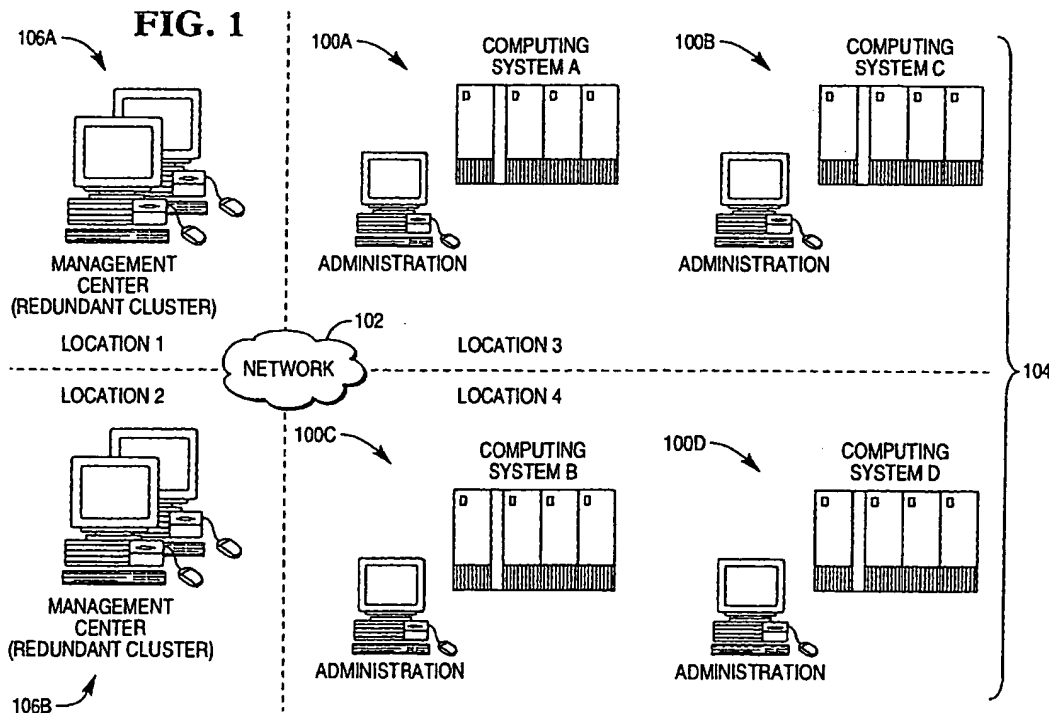 FIG. 1
106A
MANAGEMENT
CENTER
(REDUNDANT CLUSTER)
LOCATION 1
100A
COMPUTING
SYSTEM A
ADMINISTRATION
100B
COMPUTING
SYSTEM C
ADMINISTRATION
102
NETWORK
LOCATION 3
104
LOCATION 2
MANAGEMENT
CENTER
(REDUNDANT CLUSTER)
106B
LOCATION 4
100C
COMPUTING
SYSTEM B
ADMINISTRATION
100D
COMPUTING
SYSTEM D
ADMINISTRATION